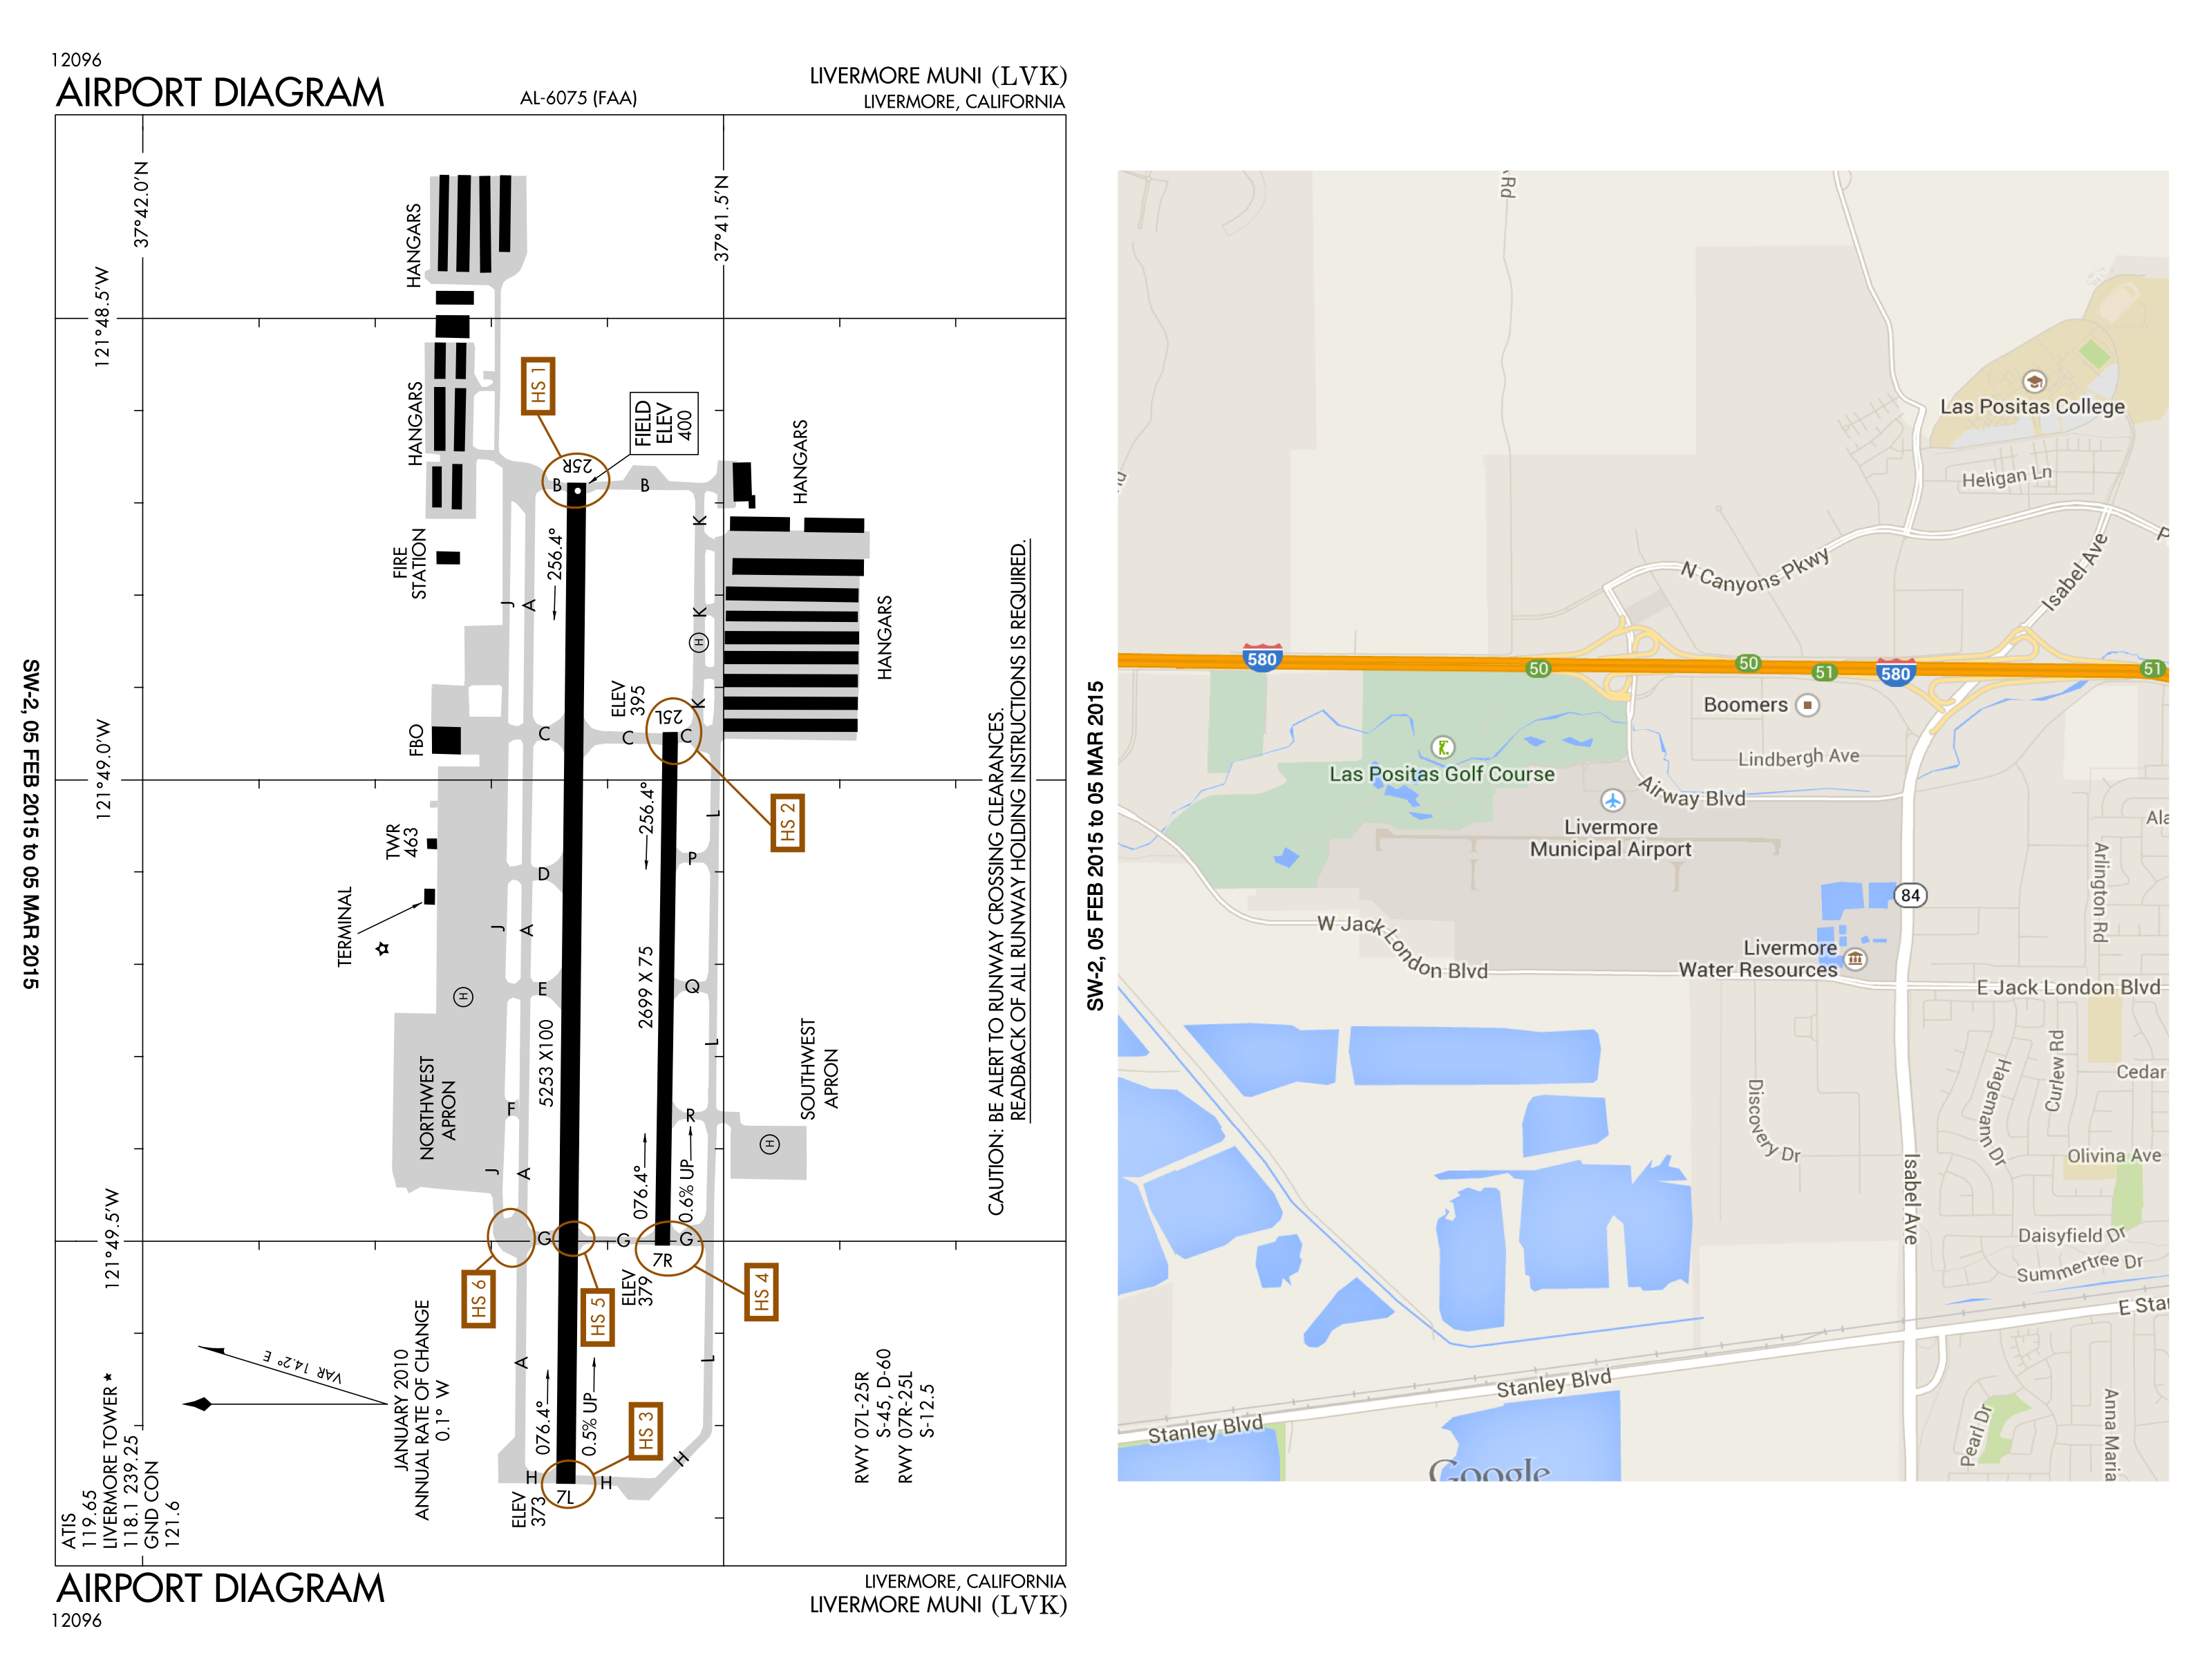 12096
AIRPORT DIAGRAM
AL-6075 (FAA)
LIVERMORE MUNI (LVK)
LIVERMORE, CALIFORNIA
37°42.0'N
37°41.5'N
121°48.5'W
121°49.0'W
121°49.5'W
HANGARS
HANGARS
HS 1
25R
FIELD
ELEV
400
B
B
HANGARS
FIRE
STATION
256.4°
K
K
K
J
A
HANGARS
FBO
C
C
C
ELEV
395
25L
HS 2
TWR
463
TERMINAL
D
256.4°
L
P
J
A
E
5253 X100
2699 X 75
Q
L
H
H
H
NORTHWEST
APRON
F
R
SOUTHWEST
APRON
J
A
076.4°
0.6% UP
G
G
G
7R
ELEV
379
HS 6
HS 5
HS 4
A
L
076.4°
0.5% UP
HS 3
H
H
H
7L
ELEV
373
VAR 14.2° E
JANUARY 2010
ANNUAL RATE OF CHANGE
0.1° W
ATIS
119.65
LIVERMORE TOWER ★
118.1 239.25
GND CON
121.6
RWY 07L-25R
S-45, D-60
RWY 07R-25L
S-12.5
CAUTION: BE ALERT TO RUNWAY CROSSING CLEARANCES.
READBACK OF ALL RUNWAY HOLDING INSTRUCTIONS IS REQUIRED.
SW-2, 05 FEB 2015 to 05 MAR 2015
SW-2, 05 FEB 2015 to 05 MAR 2015
AIRPORT DIAGRAM
12096
LIVERMORE, CALIFORNIA
LIVERMORE MUNI (LVK)
Rd
Las Positas College
Heligan Ln
N Canyons Pkwy
Isabel Ave
P
580
50
50
51
580
51
Boomers
Las Positas Golf Course
Lindbergh Ave
Airway Blvd
Livermore
Municipal Airport
Ala
Arlington Rd
84
W Jack London Blvd
Livermore
Water Resources
E Jack London Blvd
Discovery Dr
Hagemann Dr
Curlew Rd
Cedar
Olivina Ave
Isabel Ave
Daisyfield Dr
Summertree Dr
E Sta
Stanley Blvd
Stanley Blvd
Pearl Dr
Anna Maria
Google